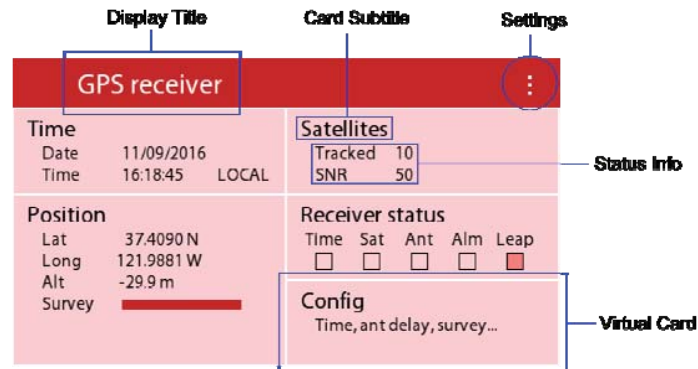 Display Title
Card Subtitle
Settings
GPS receiver
Time
Date 11/09/2016
Time 16:18:45 LOCAL
Satellites
Tracked 10
SNR 50
Status Info
Position
Lat 37.4090 N
Long 121.9881 W
Alt -29.9 m
Survey
Receiver status
Time Sat Ant Alm Leap
Config
Time, ant delay, survey...
Virtual Card